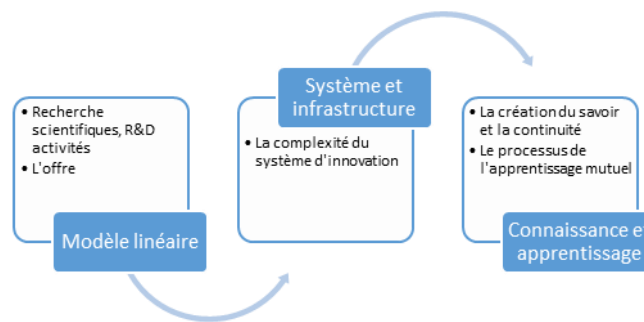 • Recherche
scientifiques, R&D
activités
• L'offre
Modèle linéaire
Système et
infrastructure
• La complexité du
système d'innovation
• La création du savoir
et la continuité
• Le processus de
l'apprentissage mutuel
Connaissance et
apprentissage